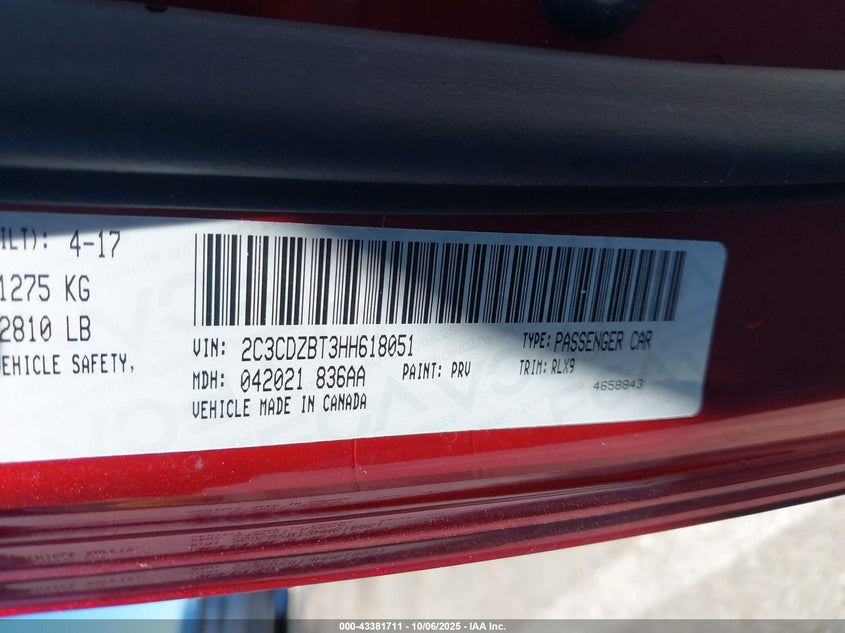 ILT): 4-17
1275 KG
2810 LB
EHICLE SAFETY,
VIN: 2C3CDZBT3HH618051
TYPE: PASSENGER CAR
MDH: 042021 836AA
PAINT: PRV
TRIM: RLX9
VEHICLE MADE IN CANADA
4658843
000-43381711 | 10/06/2025 | IAA Inc.